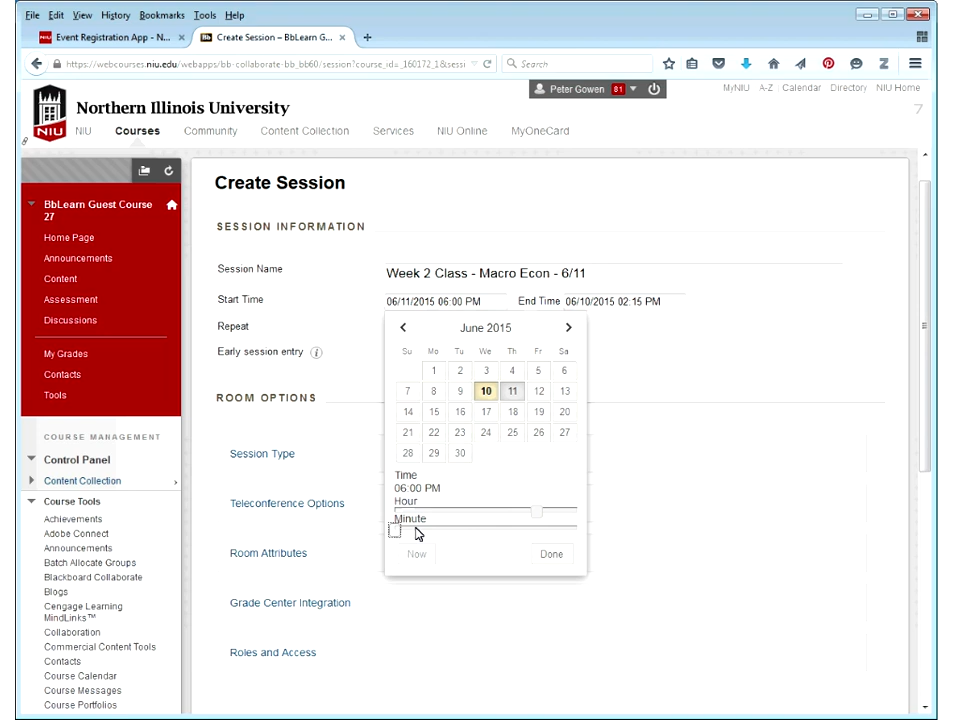 File Edit View History Bookmarks Tools Help
NIU Event Registration App - N... × Bb Create Session – BbLearn G... × +
https://webcourses.niu.edu/webapps/bb-collaborate-bb_bb60/session?course_id=_160172_1&sessi Search
Peter Gowen 81 MyNIU A-Z Calendar Directory NIU Home
NIU Northern Illinois University 7
NIU Courses Community Content Collection Services NIU Online MyOneCard
BbLearn Guest Course
27
Home Page
Announcements
Content
Assessment
Discussions
My Grades
Contacts
Tools
COURSE MANAGEMENT
Control Panel
Content Collection
Course Tools
Achievements
Adobe Connect
Announcements
Batch Allocate Groups
Blackboard Collaborate
Blogs
Cengage Learning
MindLinks™
Collaboration
Commercial Content Tools
Contacts
Course Calendar
Course Messages
Course Portfolios
Create Session
SESSION INFORMATION
Session Name Week 2 Class - Macro Econ - 6/11
Start Time 06/11/2015 06:00 PM End Time 06/10/2015 02:15 PM
Repeat
Early session entry i
ROOM OPTIONS
Session Type
Teleconference Options
Room Attributes
Grade Center Integration
Roles and Access
June 2015
Su Mo Tu We Th Fr Sa
1 2 3 4 5 6
7 8 9 10 11 12 13
14 15 16 17 18 19 20
21 22 23 24 25 26 27
28 29 30
Time
06:00 PM
Hour
Minute
Now Done